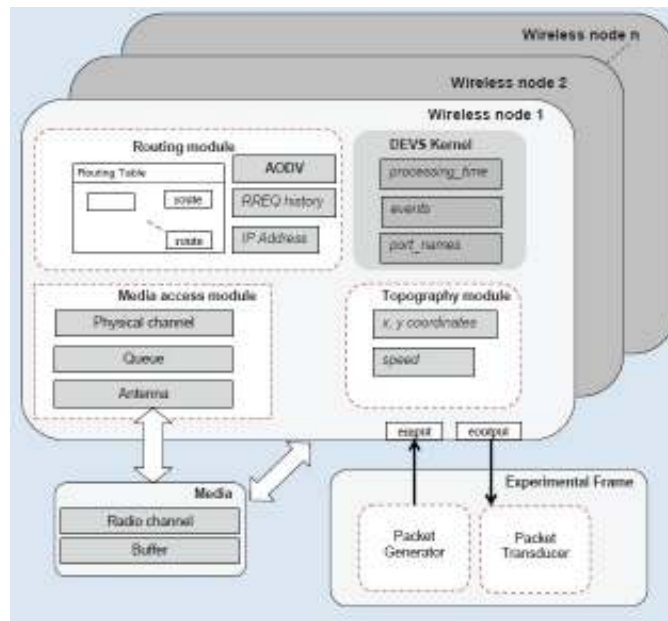 Wireless node n
Wireless node 2
Wireless node 1
Routing module
Routing Table
route
route
AODV
RREQ history
IP Address
DEVS Kernel
processing_time
events
port_names
Media access module
Physical channel
Queue
Antenna
Topography module
x, y coordinates
speed
einput
eoutput
Media
Radio channel
Buffer
Experimental Frame
Packet
Generator
Packet
Transducer